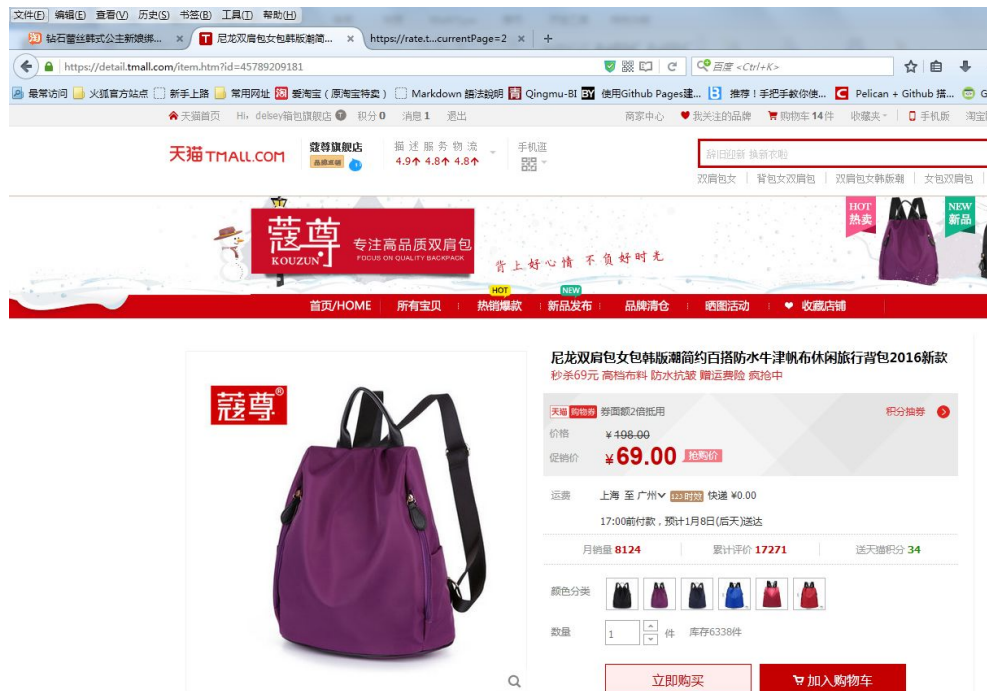 文件(F) 编辑(E) 查看(V) 历史(S) 书签(B) 工具(T) 帮助(H)
钻石蕾丝韩式公主新娘绑... × 尼龙双肩包女包韩版潮简... × https://rate.t...currentPage=2 × +
https://detail.tmall.com/item.htm?id=45789209181 百度 <Ctrl+K>
最常访问 火狐官方站点 新手上路 常用网址 爱淘宝（原淘宝特卖） Markdown 語法說明 Qingmu-BI 使用Github Pages建... 推荐！手把手教你使... Pelican + Github 搭... G
天猫首页 Hi, delsey箱包旗舰店 积分 0 消息 1 退出 商家中心 我关注的品牌 购物车 14件 收藏夹 手机版 淘宝
天猫 TMALL.COM 蔻尊旗舰店 描述 服务 物流 手机逛
4.9 4.8 4.8 辞旧迎新 换新衣啦
双肩包女 背包女双肩包 双肩包女韩版潮 女包双肩包
HOT 热卖 NEW 新品
蔻尊 KOUZUN 专注高品质双肩包
FOCUS ON QUALITY BACKPACK
背上好心情 不负好时光
HOT NEW
首页/HOME 所有宝贝 热销爆款 新品发布 品牌清仓 晒图活动 收藏店铺
尼龙双肩包女包韩版潮简约百搭防水牛津帆布休闲旅行背包2016新款
秒杀69元 高档布料 防水抗皱 赠运费险 疯抢中
蔻尊®
天猫 购物券 券面额2倍抵用 积分抽券
价格 ¥198.00
促销价 ¥69.00 抢购价
运费 上海 至 广州 123时效 快递 ¥0.00
17:00前付款，预计1月8日(后天)送达
月销量 8124 累计评价 17271 送天猫积分 34
颜色分类
数量 1 件 库存6338件
立即购买 加入购物车